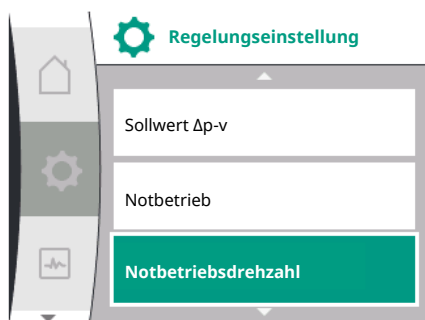 Regelungseinstellung
Sollwert Δp-v
Notbetrieb
Notbetriebsdrehzahl